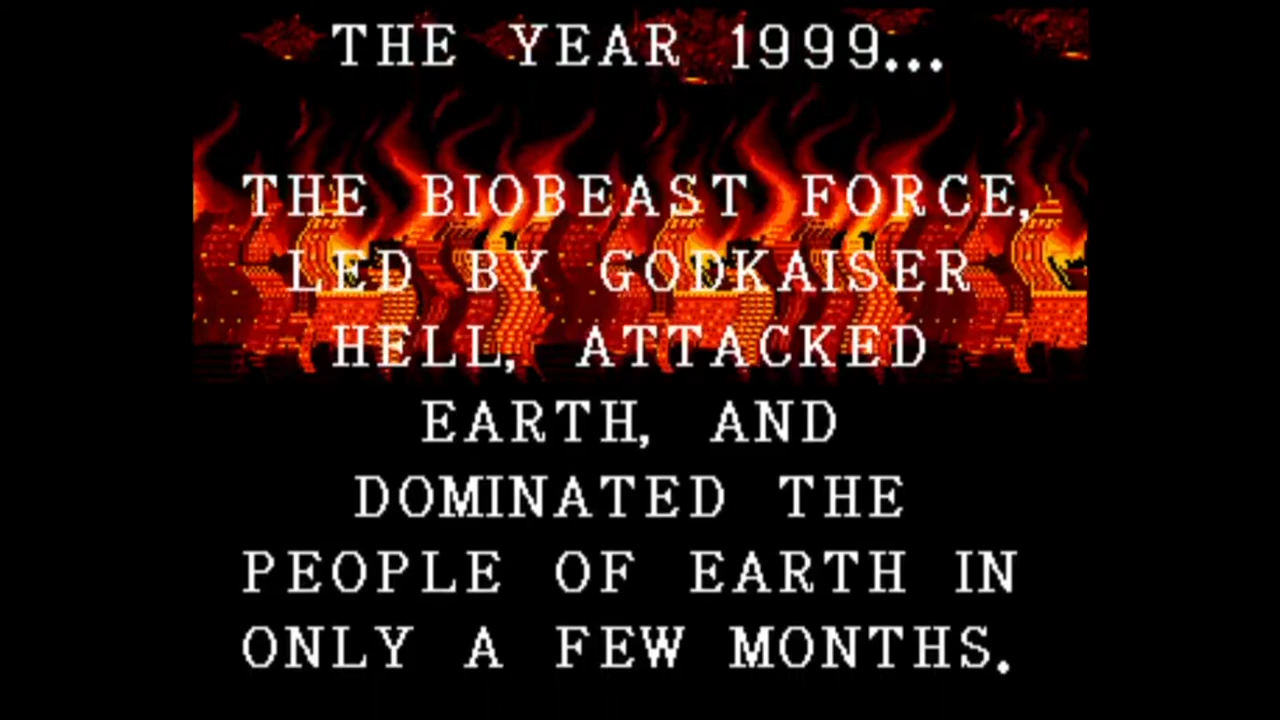 THE YEAR 1999...
THE BIOBEAST FORCE,
LED BY GODKAISER
HELL, ATTACKED
EARTH, AND
DOMINATED THE
PEOPLE OF EARTH IN
ONLY A FEW MONTHS.